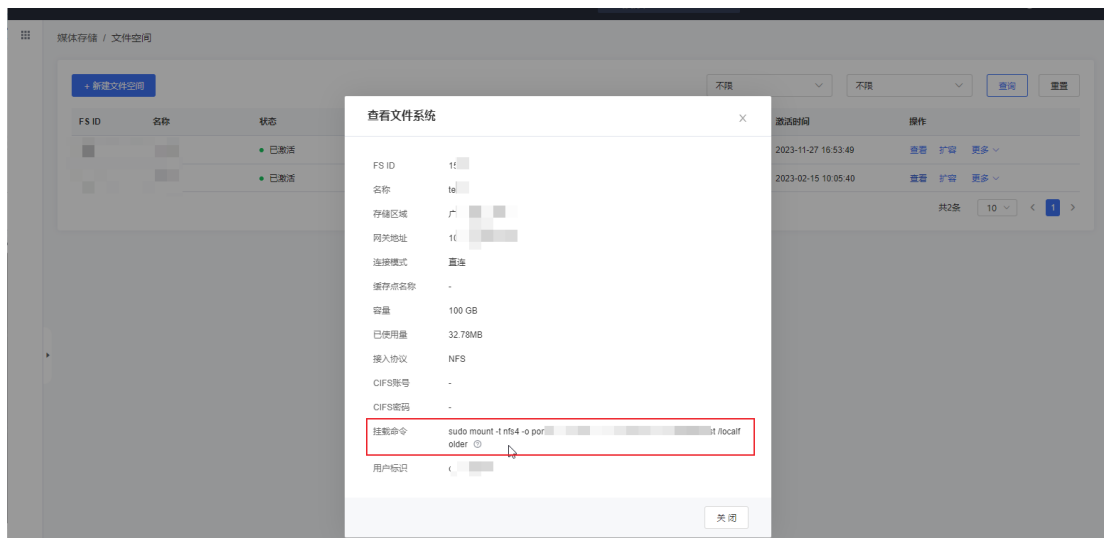 媒体存储 / 文件空间
+ 新建文件空间
不限
不限
查询
重置
FS ID 名称 状态 激活时间 操作
已激活 2023-11-27 16:53:49 查看 扩容 更多
已激活 2023-02-15 10:05:40 查看 扩容 更多
共2条 10 1
查看文件系统
FS ID 15
名称 te
存储区域 广
网关地址 10
连接模式 直连
缓存点名称 -
容量 100 GB
已使用量 32.78MB
接入协议 NFS
CIFS账号 -
CIFS密码 -
挂载命令 sudo mount -t nfs4 -o por st /localf
older
用户标识
关闭